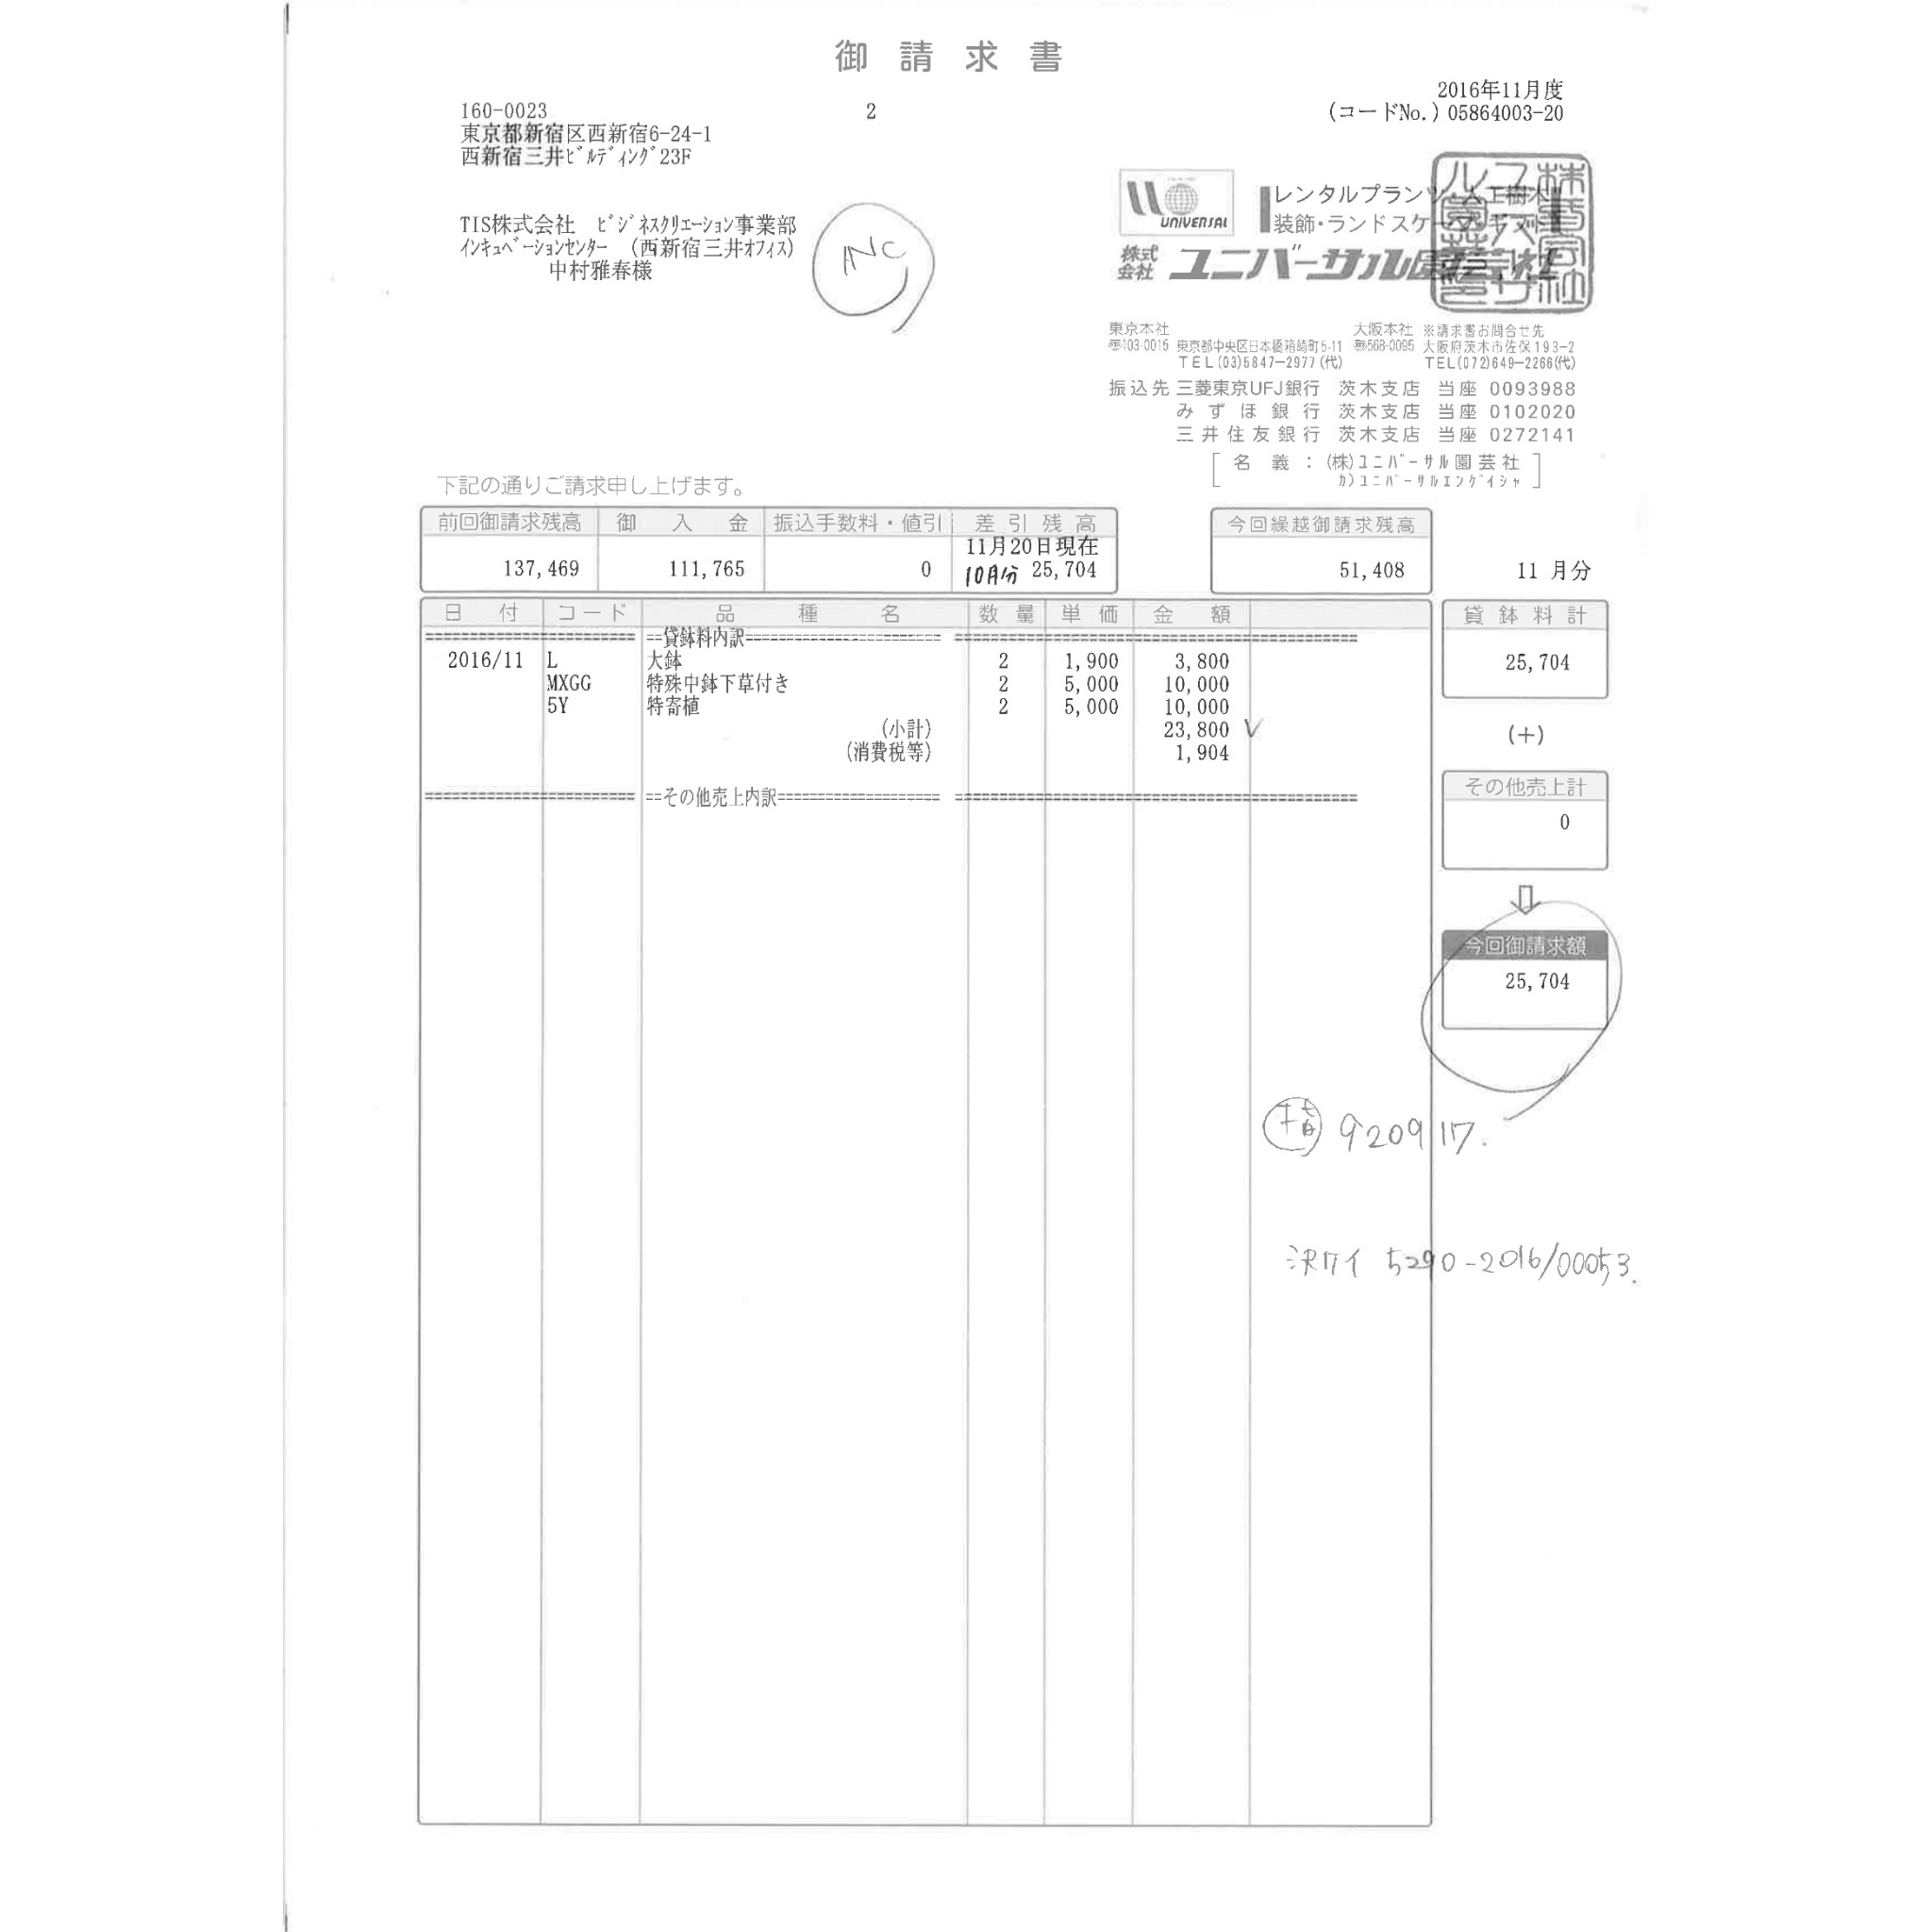 御請求書
2016年11月度
(コードNo.) 05864003-20
160-0023
2
東京都新宿区西新宿6-24-1
西新宿三井ﾋﾞﾙﾃﾞｨﾝｸﾞ23F
TIS株式会社 ﾋﾞｼﾞﾈｽｸﾘｴｰｼｮﾝ事業部
ｲﾝｷｭﾍﾞｰｼｮﾝｾﾝﾀｰ (西新宿三井ｵﾌｨｽ)
中村雅春様
INC
UNIVERSAL
レンタルプランツ・人工樹木
装飾・ランドスケープ
株式会社 ユニバーサル園芸社
東京本社
〒103-0015 東京都中央区日本橋箱崎町5-11
TEL(03)5847-2977(代)
大阪本社 ※請求書お問合せ先
〒568-0095 大阪府茨木市佐保193-2
TEL(072)649-2266(代)
振込先 三菱東京UFJ銀行 茨木支店 当座 0093988
みずほ銀行 茨木支店 当座 0102020
三井住友銀行 茨木支店 当座 0272141
[名義:(株)ﾕﾆﾊﾞｰｻﾙ園芸社
ｶ)ﾕﾆﾊﾞｰｻﾙｴﾝｹﾞｲｼｬ]
下記の通りご請求申し上げます。
前回御請求残高 御入金 振込手数料・値引 差引残高 今回繰越御請求残高
11月20日現在
137,469 111,765 0 10月分 25,704 51,408 11 月分
日付 コード 品種名 数量 単価 金額 貸鉢料計
==貸鉢料内訳==
2016/11 L 大鉢 2 1,900 3,800 25,704
MXGG 特殊中鉢下草付き 2 5,000 10,000
5Y 特寄植 2 5,000 10,000
(小計) 23,800 (+)
(消費税等) 1,904
==その他売上内訳== その他売上計
0
今回御請求額
25,704
920917.
決サイ 5290-2016/00053.